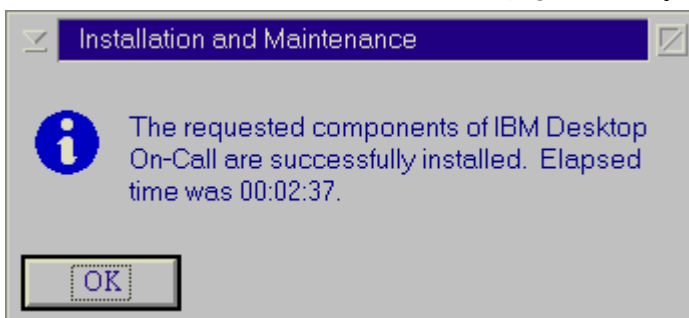 Installation and Maintenance
The requested components of IBM Desktop
On-Call are successfully installed.  Elapsed
time was 00:02:37.
OK